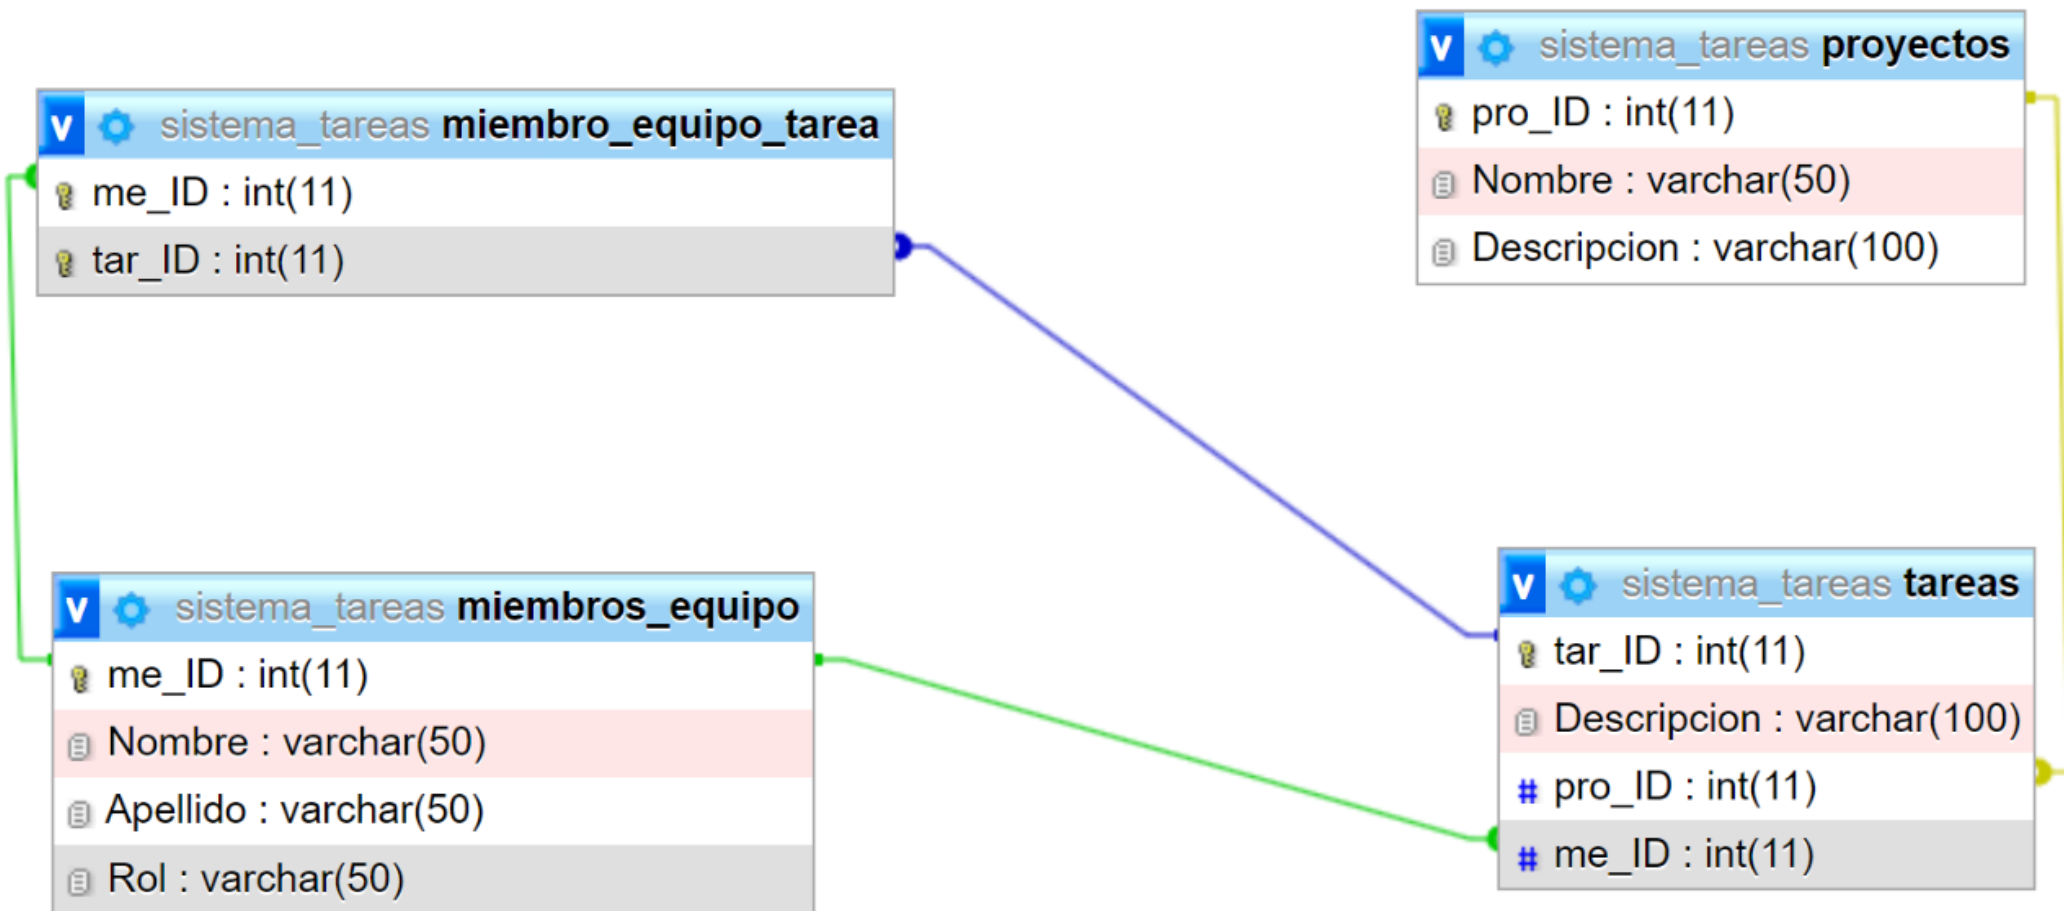 v sistema_tareas miembro_equipo_tarea
me_ID : int(11)
tar_ID : int(11)
v sistema_tareas proyectos
pro_ID : int(11)
Nombre : varchar(50)
Descripcion : varchar(100)
v sistema_tareas miembros_equipo
me_ID : int(11)
Nombre : varchar(50)
Apellido : varchar(50)
Rol : varchar(50)
v sistema_tareas tareas
tar_ID : int(11)
Descripcion : varchar(100)
# pro_ID : int(11)
# me_ID : int(11)